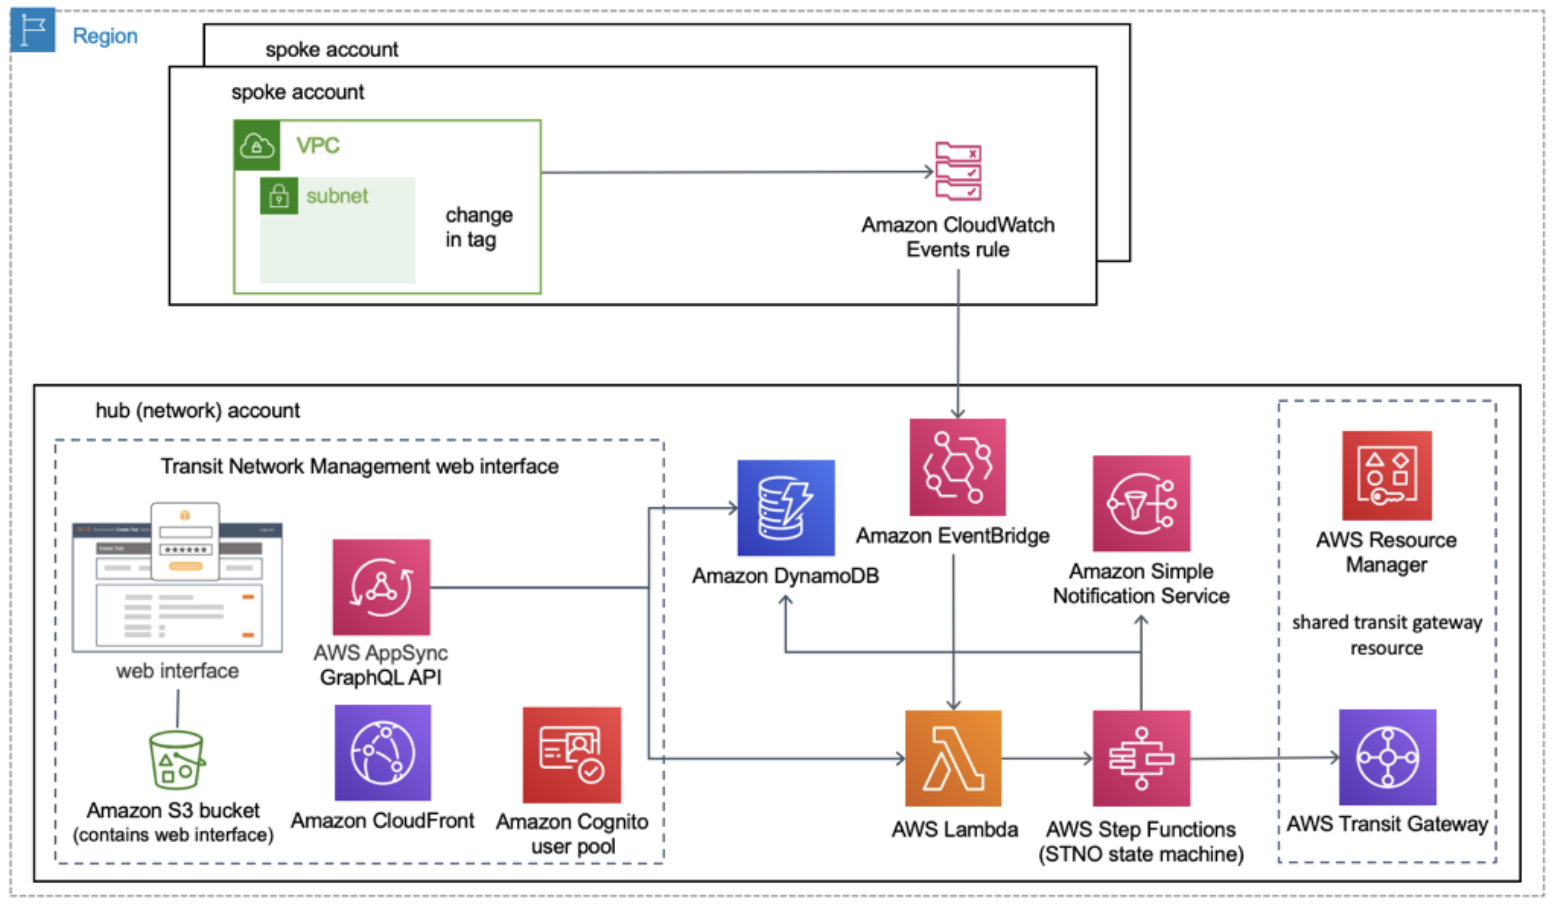 Region
spoke account
spoke account
VPC
subnet
change
in tag
Amazon CloudWatch
Events rule
hub (network) account
Transit Network Management web interface
web interface
Amazon S3 bucket
(contains web interface)
AWS AppSync
GraphQL API
Amazon CloudFront
Amazon Cognito
user pool
Amazon DynamoDB
Amazon EventBridge
Amazon Simple
Notification Service
AWS Lambda
AWS Step Functions
(STNO state machine)
AWS Resource
Manager
shared transit gateway
resource
AWS Transit Gateway